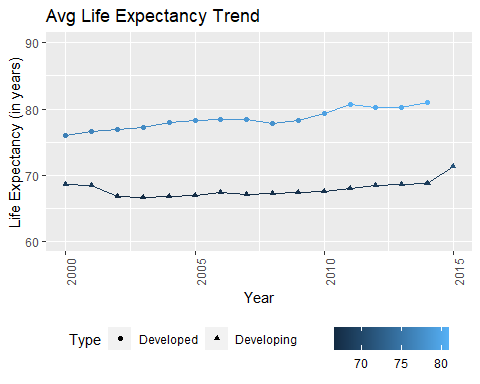 Avg Life Expectancy Trend
Life Expectancy (in years)
90
80
70
60
2000
2005
2010
2015
Year
Type
Developed
Developing
70
75
80